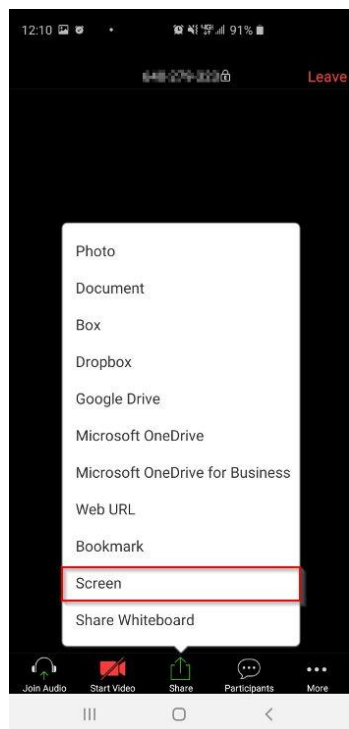 12:10 91%
Leave
Photo
Document
Box
Dropbox
Google Drive
Microsoft OneDrive
Microsoft OneDrive for Business
Web URL
Bookmark
Screen
Share Whiteboard
Join Audio Start Video Share Participants More